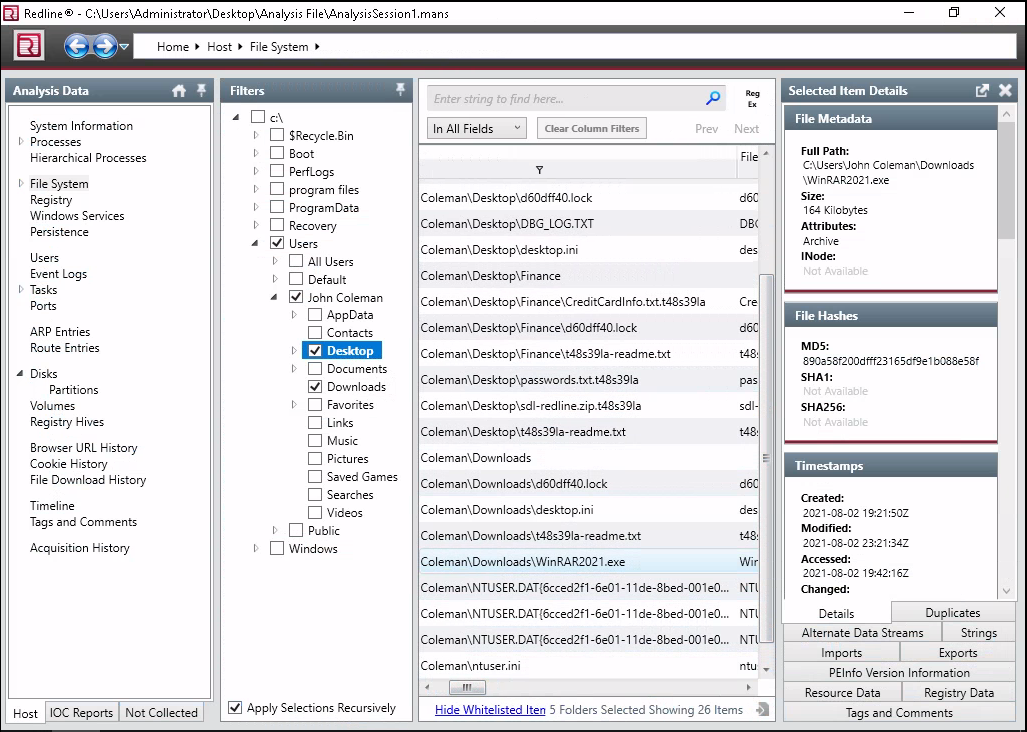 Redline® - C:\Users\Administrator\Desktop\Analysis File\AnalysisSession1.mans
Home Host File System
Analysis Data
System Information
Processes
Hierarchical Processes
File System
Registry
Windows Services
Persistence
Users
Event Logs
Tasks
Ports
ARP Entries
Route Entries
Disks
Partitions
Volumes
Registry Hives
Browser URL History
Cookie History
File Download History
Timeline
Tags and Comments
Acquisition History
Host IOC Reports Not Collected
Filters
c:\
$Recycle.Bin
Boot
PerfLogs
program files
ProgramData
Recovery
Users
All Users
Default
John Coleman
AppData
Contacts
Desktop
Documents
Downloads
Favorites
Links
Music
Pictures
Saved Games
Searches
Videos
Public
Windows
Apply Selections Recursively
Enter string to find here...
Reg
Ex
In All Fields Clear Column Filters Prev Next
File
Coleman\Desktop\d60dff40.lock d60
Coleman\Desktop\DBG_LOG.TXT DBG
Coleman\Desktop\desktop.ini des
Coleman\Desktop\Finance
Coleman\Desktop\Finance\CreditCardInfo.txt.t48s39la Cre
Coleman\Desktop\Finance\d60dff40.lock d60
Coleman\Desktop\Finance\t48s39la-readme.txt t48
Coleman\Desktop\passwords.txt.t48s39la pas
Coleman\Desktop\sdl-redline.zip.t48s39la sdl-
Coleman\Desktop\t48s39la-readme.txt t48
Coleman\Downloads
Coleman\Downloads\d60dff40.lock d60
Coleman\Downloads\desktop.ini des
Coleman\Downloads\t48s39la-readme.txt t48
Coleman\Downloads\WinRAR2021.exe Wir
Coleman\NTUSER.DAT{6cced2f1-6e01-11de-8bed-001e0... NTU
Coleman\NTUSER.DAT{6cced2f1-6e01-11de-8bed-001e0... NTU
Coleman\NTUSER.DAT{6cced2f1-6e01-11de-8bed-001e0... NTU
Coleman\ntuser.ini ntu
Hide Whitelisted Iten 5 Folders Selected Showing 26 Items
Selected Item Details
File Metadata
Full Path:
C:\Users\John Coleman\Downloads
\WinRAR2021.exe
Size:
164 Kilobytes
Attributes:
Archive
INode:
Not Available
File Hashes
MD5:
890a58f200dfff23165df9e1b088e58f
SHA1:
Not Available
SHA256:
Not Available
Timestamps
Created:
2021-08-02 19:21:50Z
Modified:
2021-08-02 23:21:34Z
Accessed:
2021-08-02 19:42:16Z
Changed:
Details Duplicates
Alternate Data Streams Strings
Imports Exports
PEInfo Version Information
Resource Data Registry Data
Tags and Comments